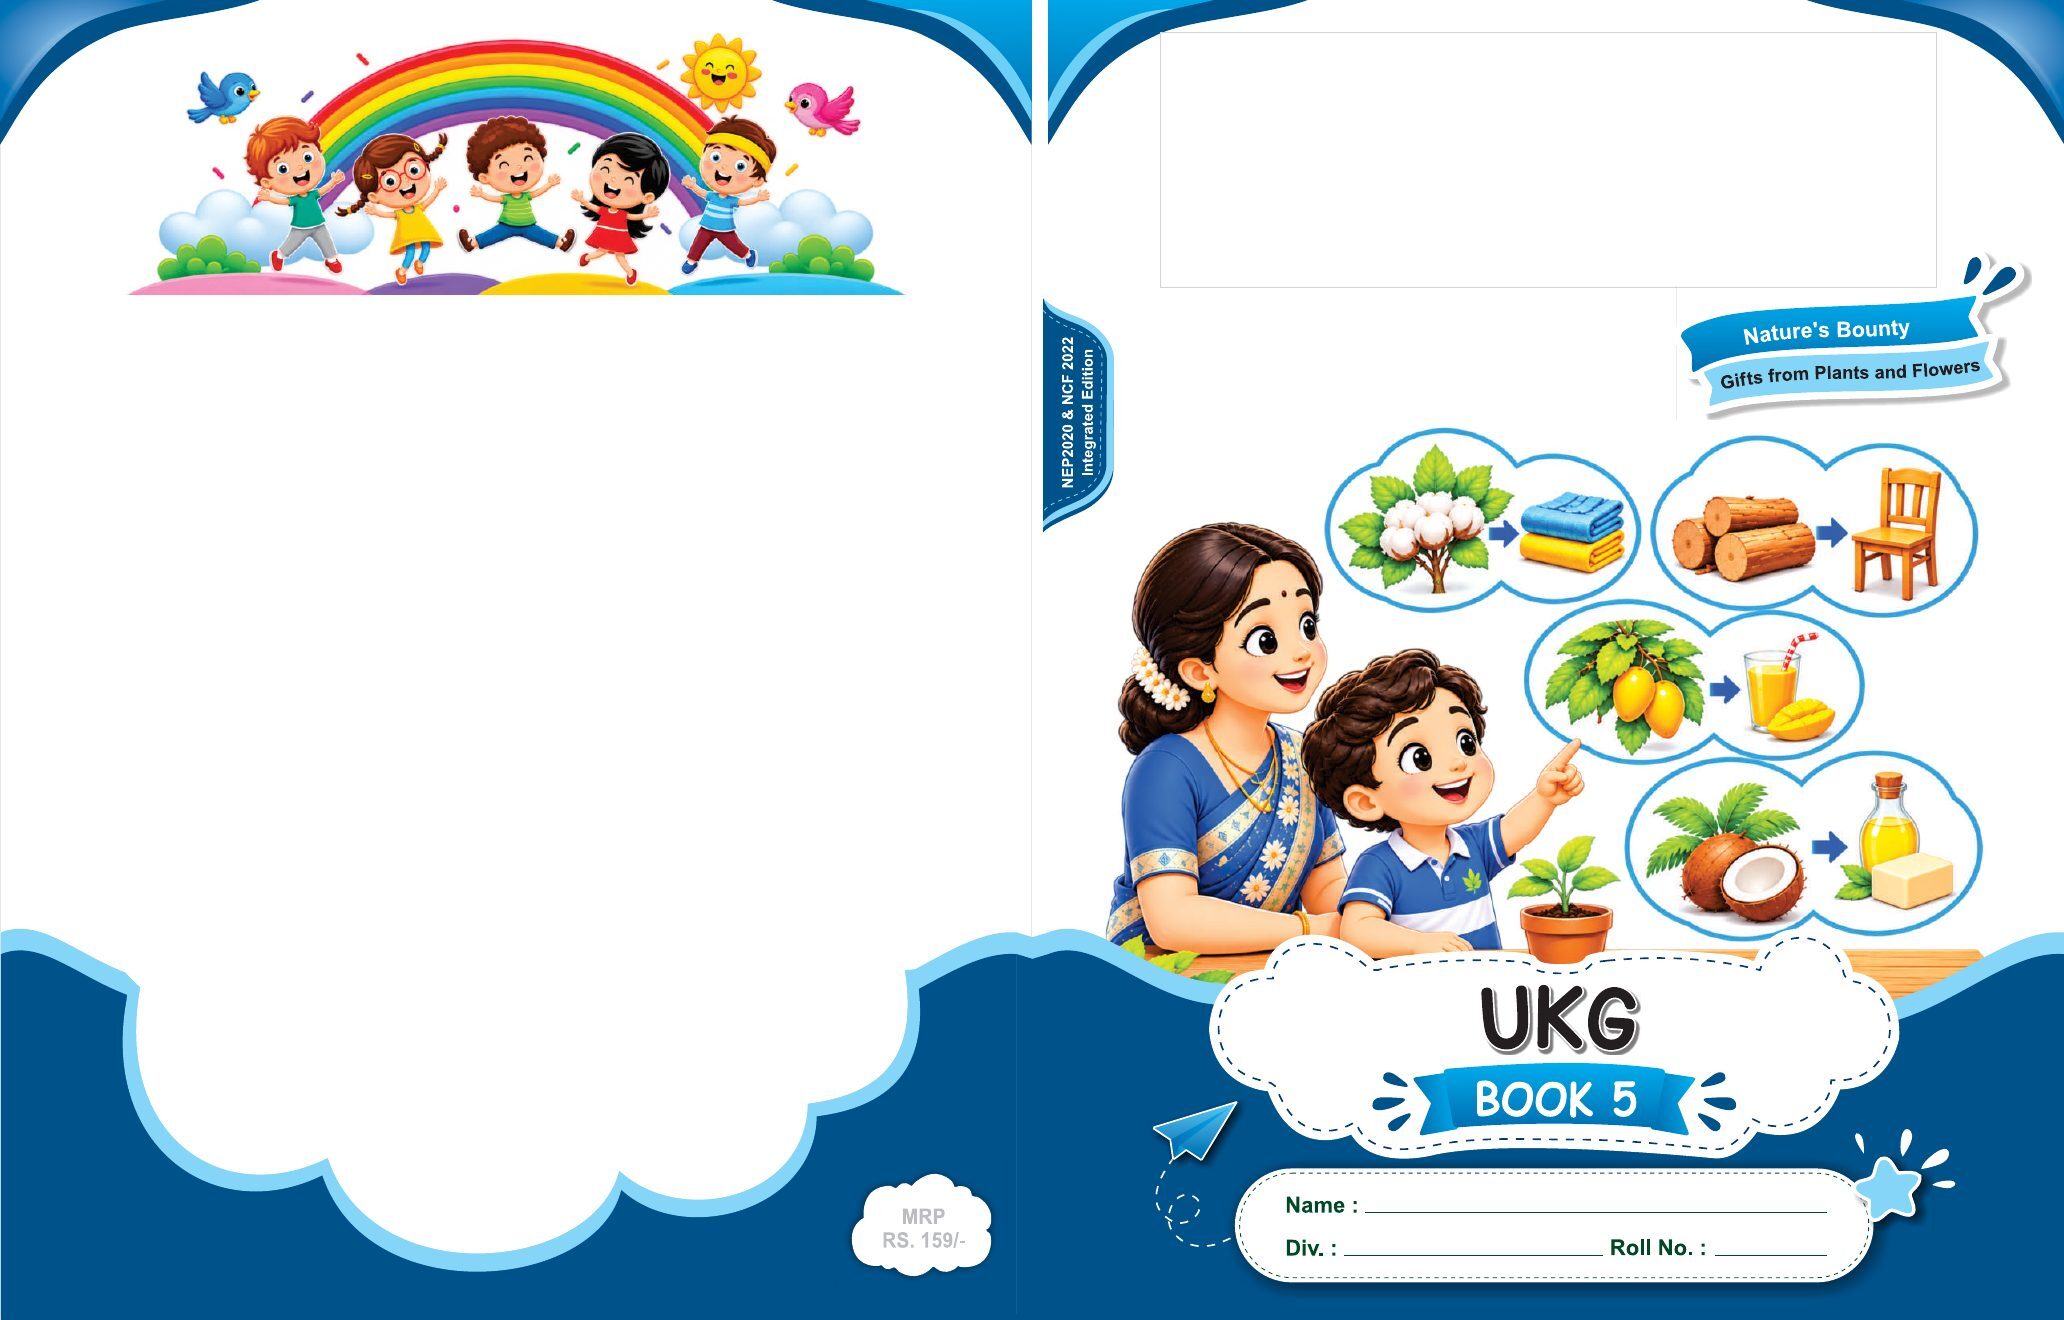 Nature's Bounty
Gifts from Plants and Flowers
NEP2020 & NCF 2022
Integrated Edition
UKG
BOOK 5
MRP
RS. 159/-
Name :
Div. :
Roll No. :